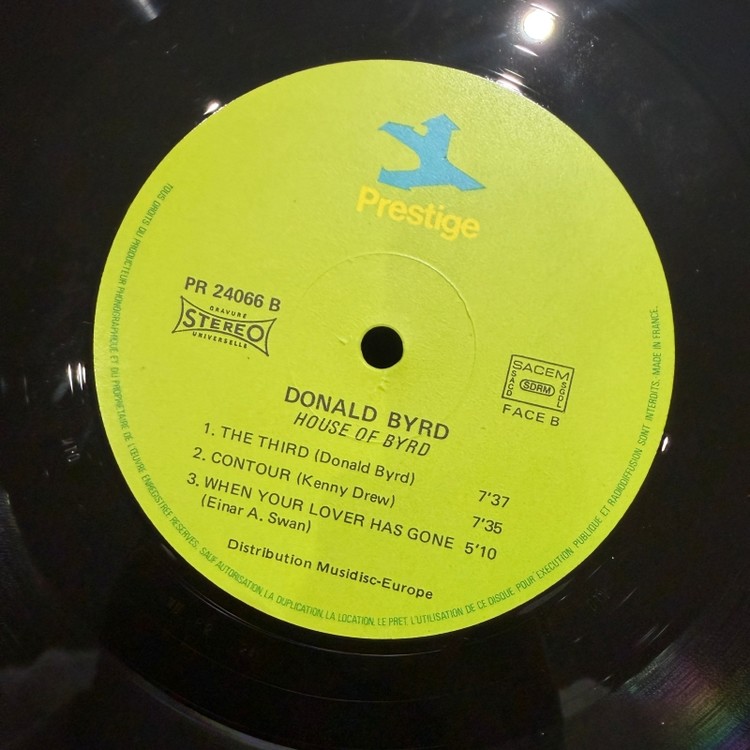 Prestige
PR 24066 B
GRAVURE
STEREO
UNIVERSELLE
SACEM
SACD
SDRM
SGDL
FACE B
DONALD BYRD
HOUSE OF BYRD
1. THE THIRD (Donald Byrd) 7'37
2. CONTOUR (Kenny Drew) 7'35
3. WHEN YOUR LOVER HAS GONE 5'10
(Einar A. Swan)
Distribution Musidisc-Europe
TOUS DROITS DU PRODUCTEUR PHONOGRAPHIQUE ET DU PROPRIETAIRE DE L'ŒUVRE ENREGISTREE RESERVES. SAUF AUTORISATION, LA DUPLICATION, LA LOCATION, LE PRET, L'UTILISATION DE CE DISQUE POUR EXECUTION PUBLIQUE ET RADIODIFFUSION SONT INTERDITS. MADE IN FRANCE.